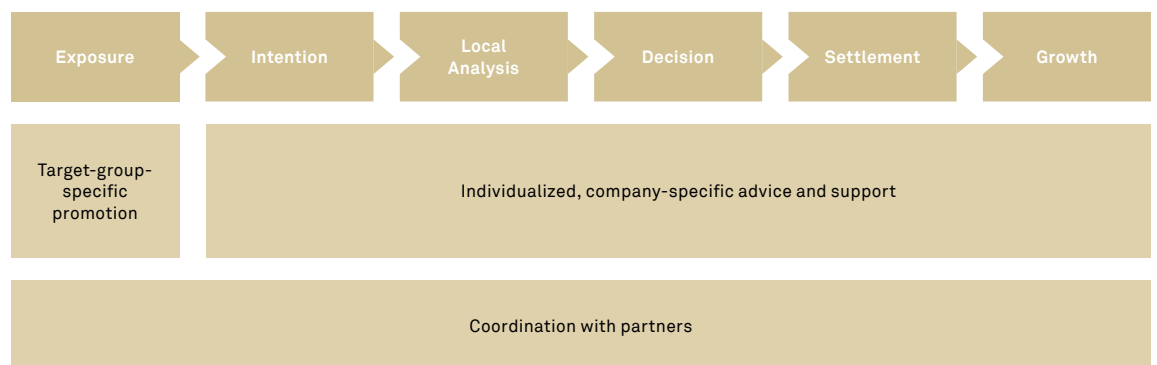 Exposure
Intention
Local
Analysis
Decision
Settlement
Growth
Target-group-
specific
promotion
Individualized, company-specific advice and support
Coordination with partners